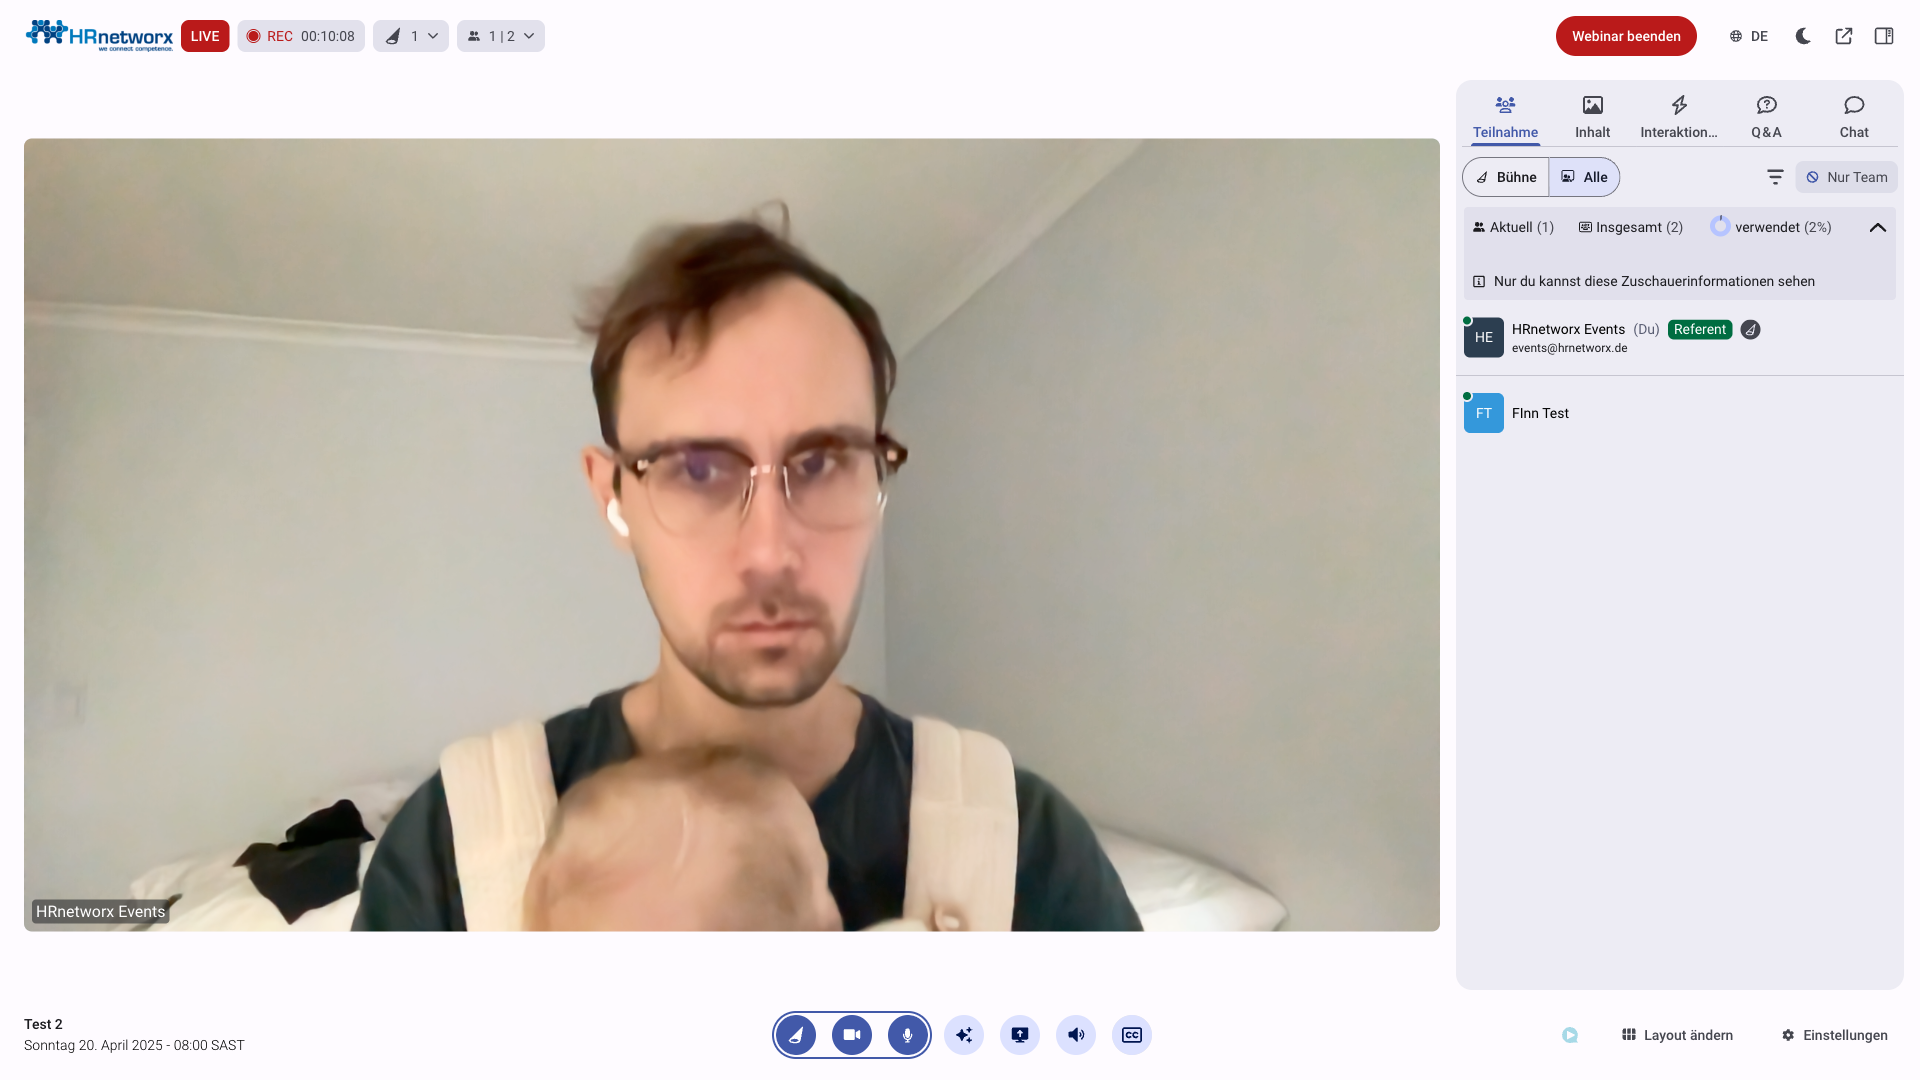 HRnetworx
we connect competence.
LIVE
REC 00:10:08
1
1 | 2
Webinar beenden
DE
Teilnahme
Inhalt
Interaktion...
Q&A
Chat
Bühne
Alle
Nur Team
Aktuell (1)
Insgesamt (2)
verwendet (2%)
Nur du kannst diese Zuschauerinformationen sehen
HE
HRnetworx Events (Du) Referent
events@hrnetworx.de
FT
FInn Test
HRnetworx Events
Test 2
Sonntag 20. April 2025 - 08:00 SAST
CC
Layout ändern
Einstellungen